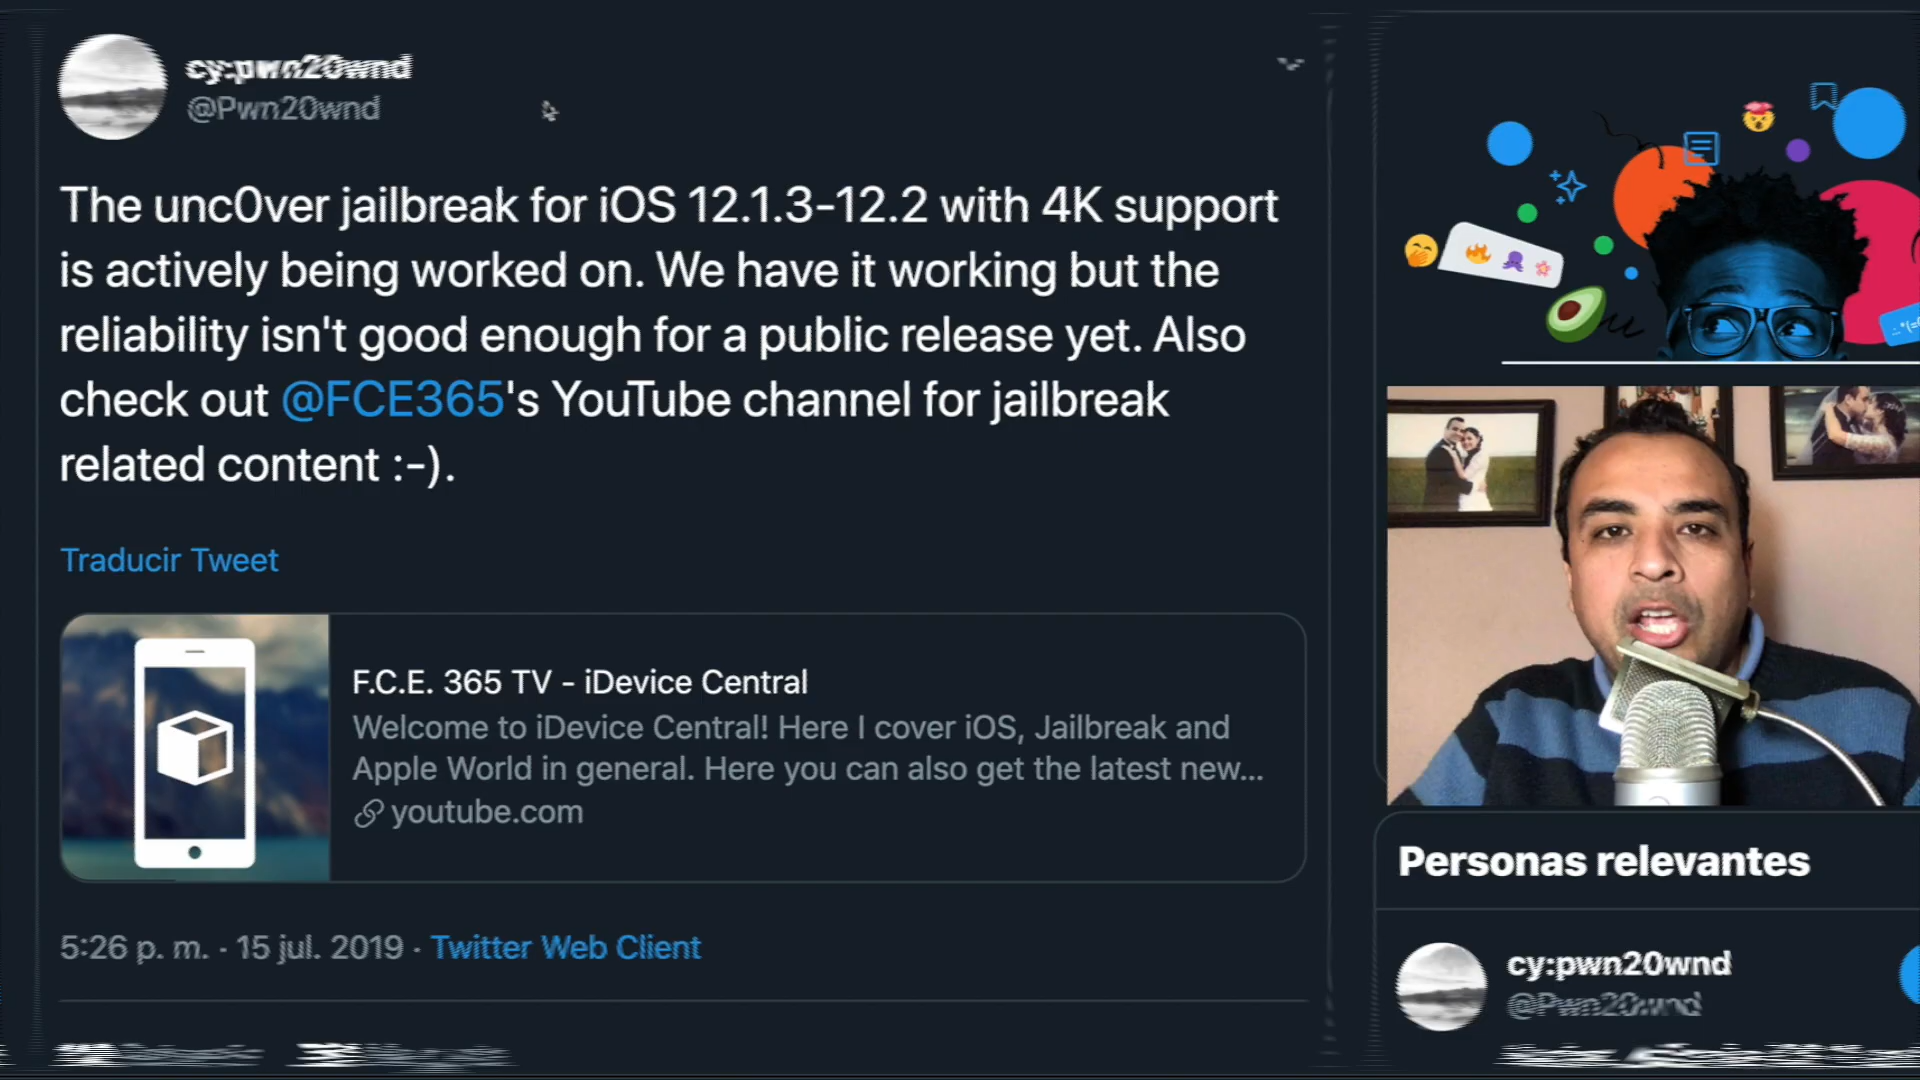 cy:pwn20wnd
@Pwn20wnd
The unc0ver jailbreak for iOS 12.1.3-12.2 with 4K support
is actively being worked on. We have it working but the
reliability isn't good enough for a public release yet. Also
check out @FCE365's YouTube channel for jailbreak
related content :-).
Traducir Tweet
F.C.E. 365 TV - iDevice Central
Welcome to iDevice Central! Here I cover iOS, Jailbreak and
Apple World in general. Here you can also get the latest new...
youtube.com
5:26 p. m. · 15 jul. 2019 · Twitter Web Client
Personas relevantes
cy:pwn20wnd
@Pwn20wnd